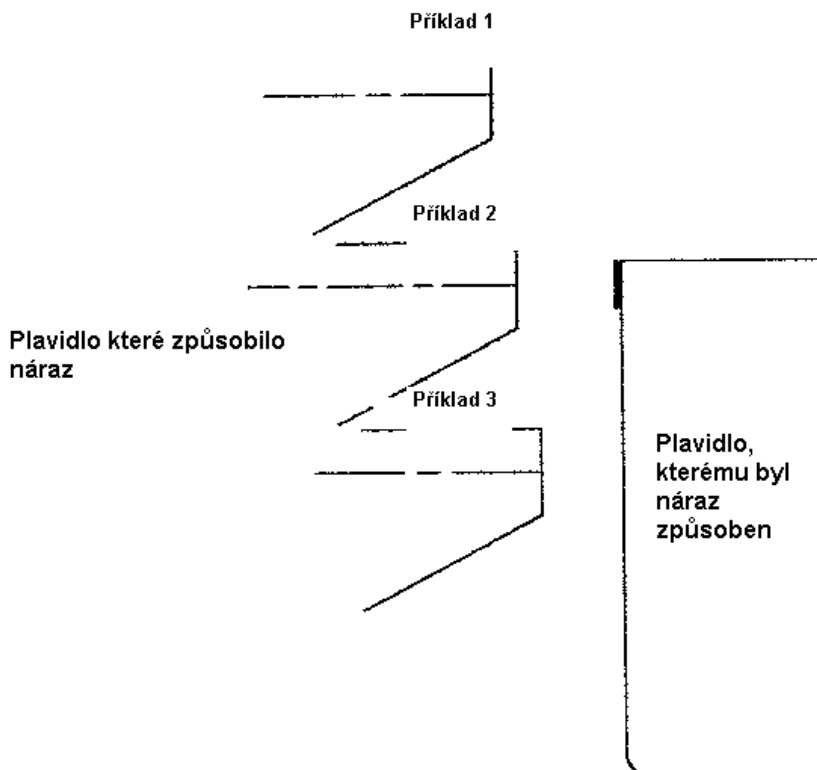 Příklad 1
Příklad 2
Plavidlo které způsobilo
náraz
Příklad 3
Plavidlo,
kterému byl
náraz
způsoben